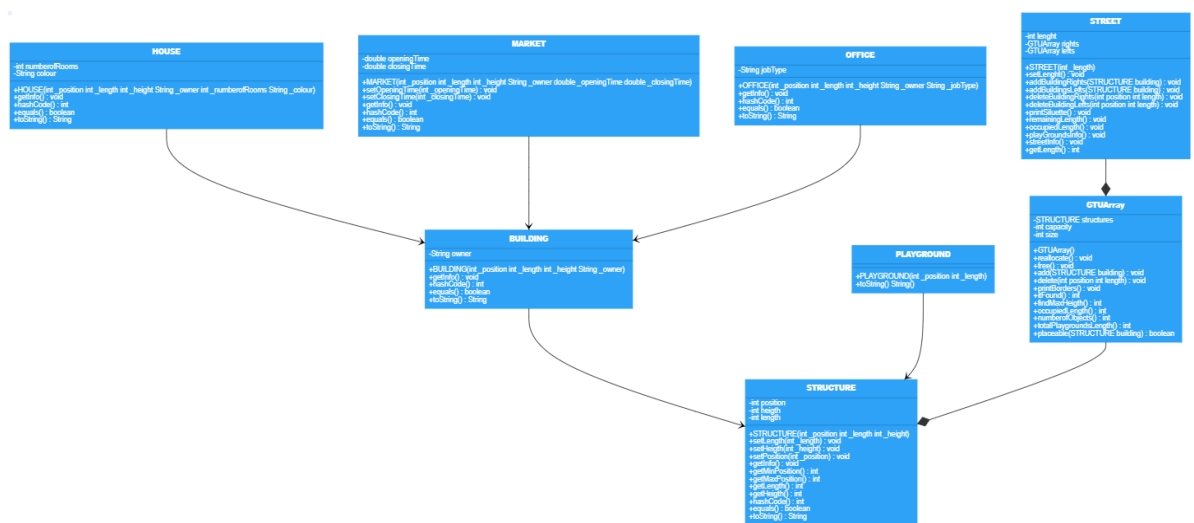 HOUSE
-int numberofRooms
-String colour
+HOUSE(int _position int _length int _height String _owner int _numberofRooms String _colour)
+getInfo() : void
+hashCode() : int
+equals() : boolean
+toString() : String
MARKET
-double openingTime
-double closingTime
+MARKET(int _position int _length int _height String _owner double _openingTime double _closingTime)
+setOpeningTime(int _openingTime) : void
+setClosingTime(int _closingTime) : void
+getInfo() : void
+hashCode() : int
+equals() : boolean
+toString() : String
OFFICE
-String jobType
+OFFICE(int _position int _length int _height String _owner String _jobType)
+getInfo() : void
+hashCode() : int
+equals() : boolean
+toString() : String
STREET
-int lenght
-GTUArray rights
-GTUArray lefts
+STREET(int _length)
+setLenght() : void
+addBuildingRights(STRUCTURE building) : void
+addBuildingsLefts(STRUCTURE building) : void
+deleteBuildingRights(int position int length) : void
+deleteBuildingLefts(int position int length) : void
+printSiluette() : void
+remainingLength() : void
+occupiedLength() : void
+playGroundsInfo() : void
+streetInfo() : void
+getLength() : int
BUILDING
-String owner
+BUILDING(int _position int _length int _height String _owner)
+getInfo() : void
+hashCode() : int
+equals() : boolean
+toString() : String
PLAYGROUND
+PLAYGROUND(int _position int _length)
+toString() String()
GTUArray
-STRUCTURE structures
-int capacity
-int size
+GTUArray()
+reallocate() : void
+free() : void
+add(STRUCTURE building) : void
+delete(int position int length) : void
+printBorders() : void
+ifFound() : int
+findMaxHeigth() : int
+occupiedLength() : int
+numberofObjects() : int
+totalPlaygroundsLength() : int
+placeable(STRUCTURE building) : boolean
STRUCTURE
-int position
-int heigth
-int length
+STRUCTURE(int _position int _length int _height)
+setLength(int _length) : void
+setHeigth(int _height) : void
+setPosition(int _position) : void
+getInfo() : void
+getMinPosition() : int
+getMaxPosition() : int
+getLength() : int
+getHeigth() : int
+hashCode() : int
+equals() : boolean
+toString() : String